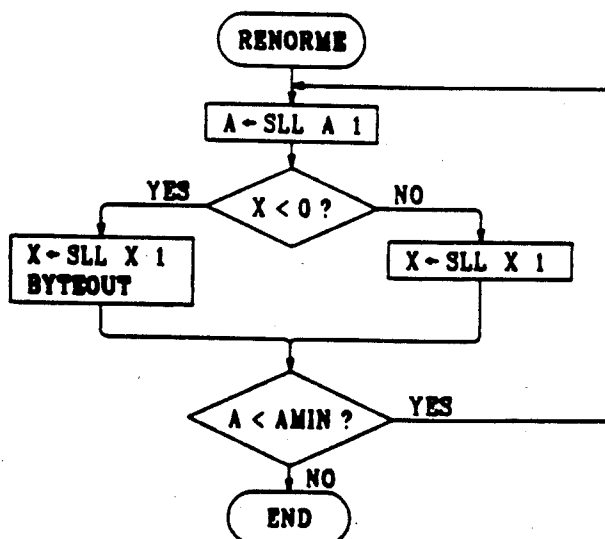 RENORME
A←SLL A 1
YES
X < 0 ?
NO
X←SLL X 1
BYTEOUT
X←SLL X 1
A < AMIN ?
YES
NO
END